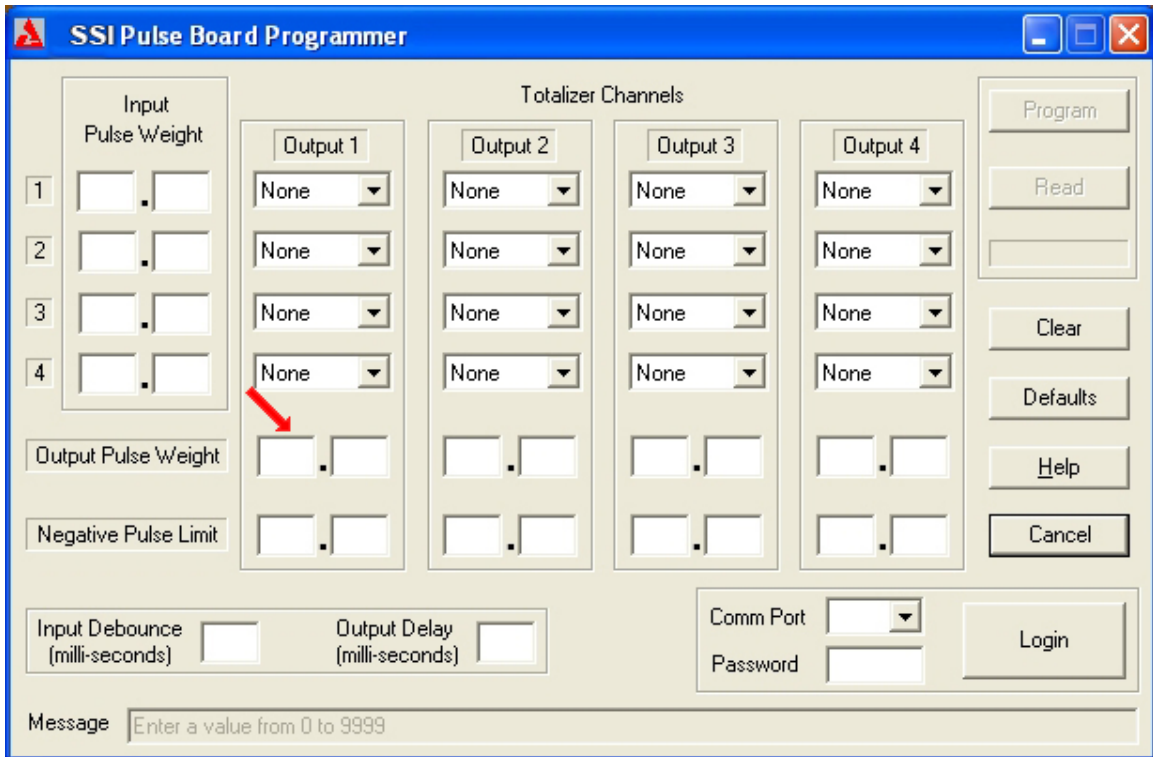 SSI Pulse Board Programmer
Input
Pulse Weight
Totalizer Channels
Output 1
Output 2
Output 3
Output 4
Program
Read
1
.
None
None
None
None
2
.
None
None
None
None
3
.
None
None
None
None
4
.
None
None
None
None
Clear
Defaults
Help
Cancel
Output Pulse Weight
.
.
.
.
Negative Pulse Limit
.
.
.
.
Input Debounce
(milli-seconds)
Output Delay
(milli-seconds)
Comm Port
Password
Login
Message
Enter a value from 0 to 9999